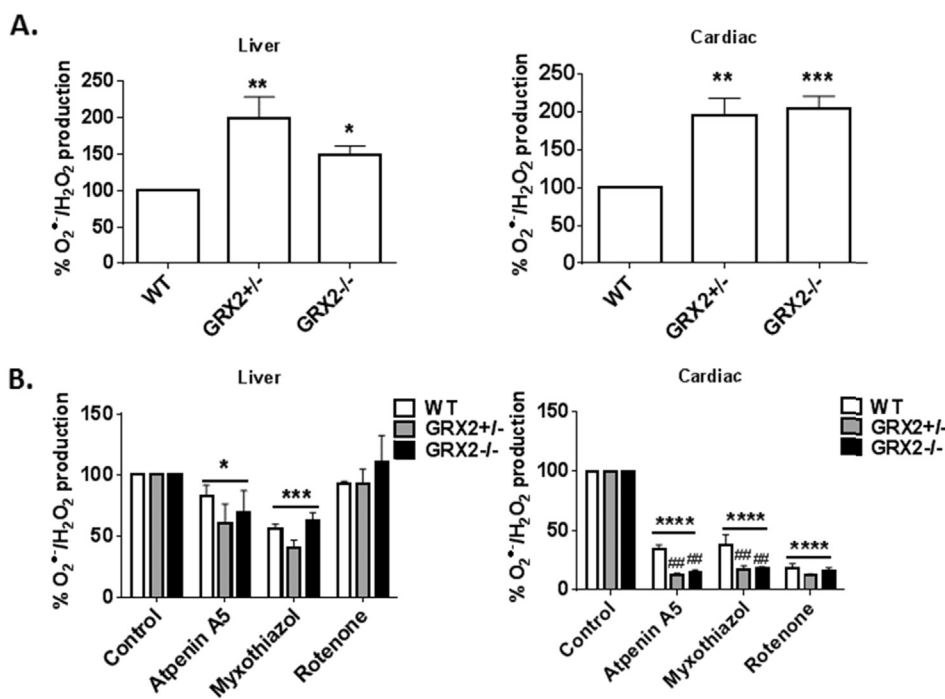 A.
Liver
% O₂•-/H₂O₂ production
250
200
150
100
50
0
**
*
WT
GRX2+/-
GRX2-/-
Cardiac
% O₂•-/H₂O₂ production
250
200
150
100
50
0
**
***
WT
GRX2+/-
GRX2-/-
B.
Liver
WT
GRX2+/-
GRX2-/-
% O₂•-/H₂O₂ production
150
100
50
0
*
***
Control
Atpenin A5
Myxothiazol
Rotenone
Cardiac
WT
GRX2+/-
GRX2-/-
% O₂•-/H₂O₂ production
150
100
50
0
****
## ##
****
## ##
****
Control
Atpenin A5
Myxothiazol
Rotenone